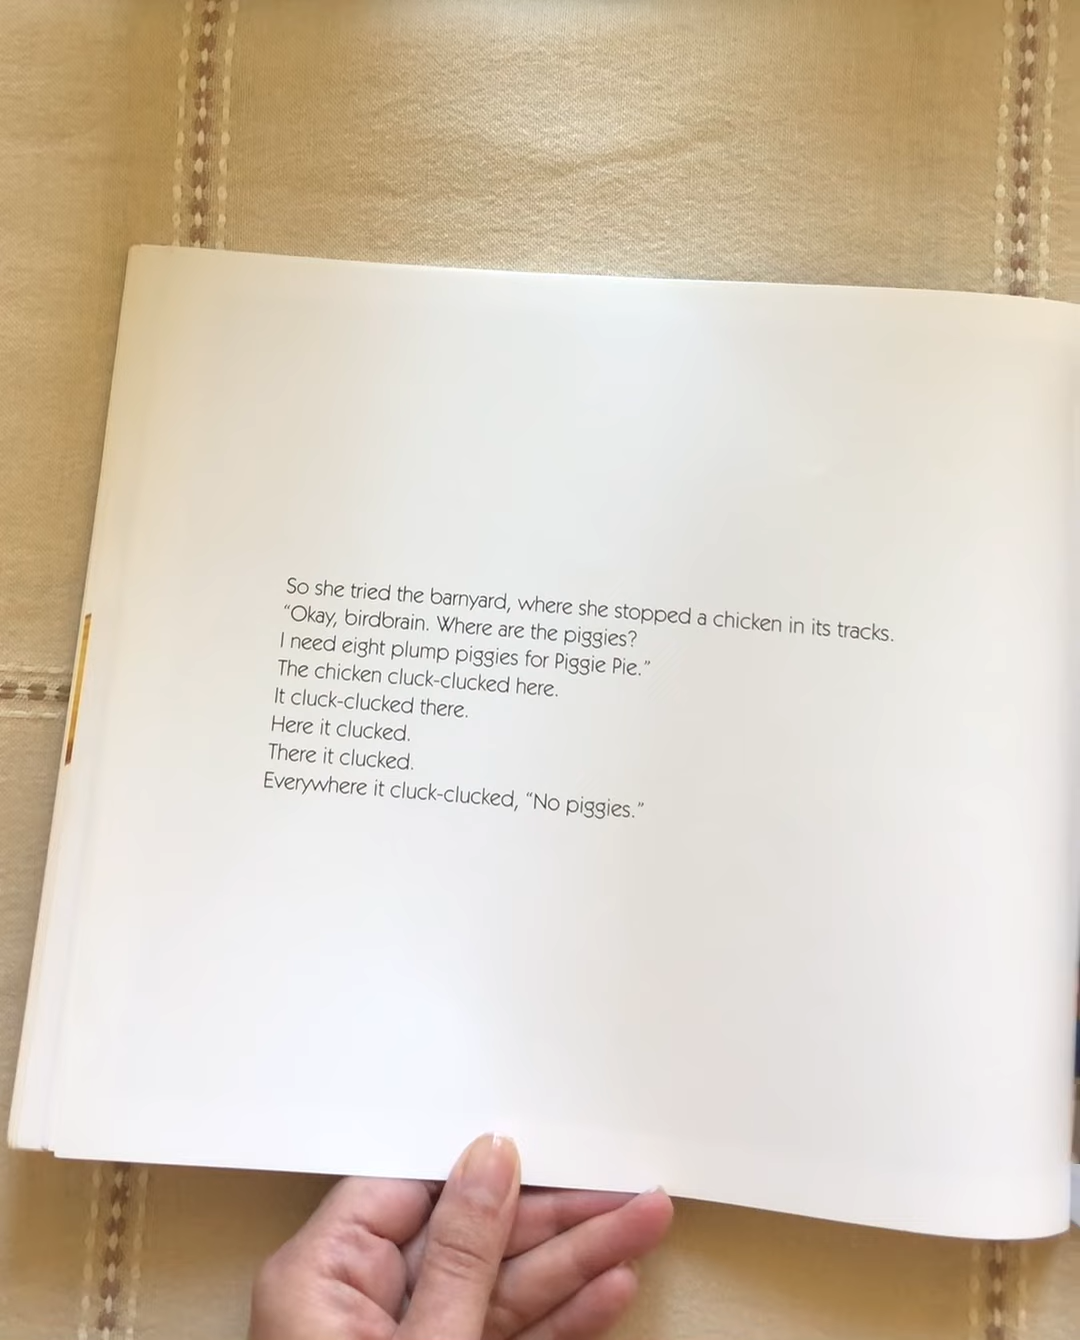 So she tried the barnyard, where she stopped a chicken in its tracks.
“Okay, birdbrain. Where are the piggies?
I need eight plump piggies for Piggie Pie.”
The chicken cluck-clucked here.
It cluck-clucked there.
Here it clucked.
There it clucked.
Everywhere it cluck-clucked, “No piggies.”